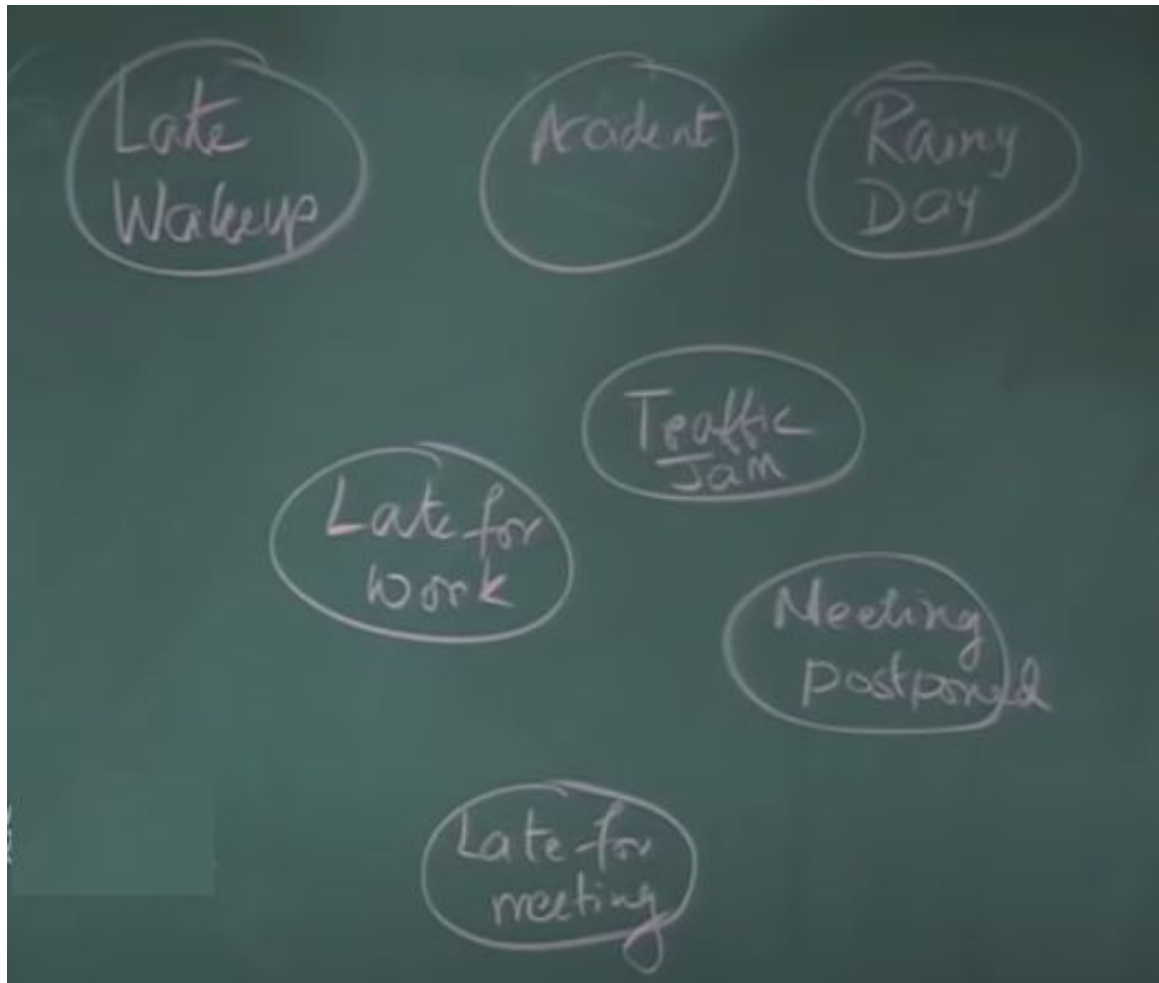 Late
Wakeup
Accident
Rainy
Day
Traffic
Jam
Late for
work
Meeting
postponed
Late for
meeting